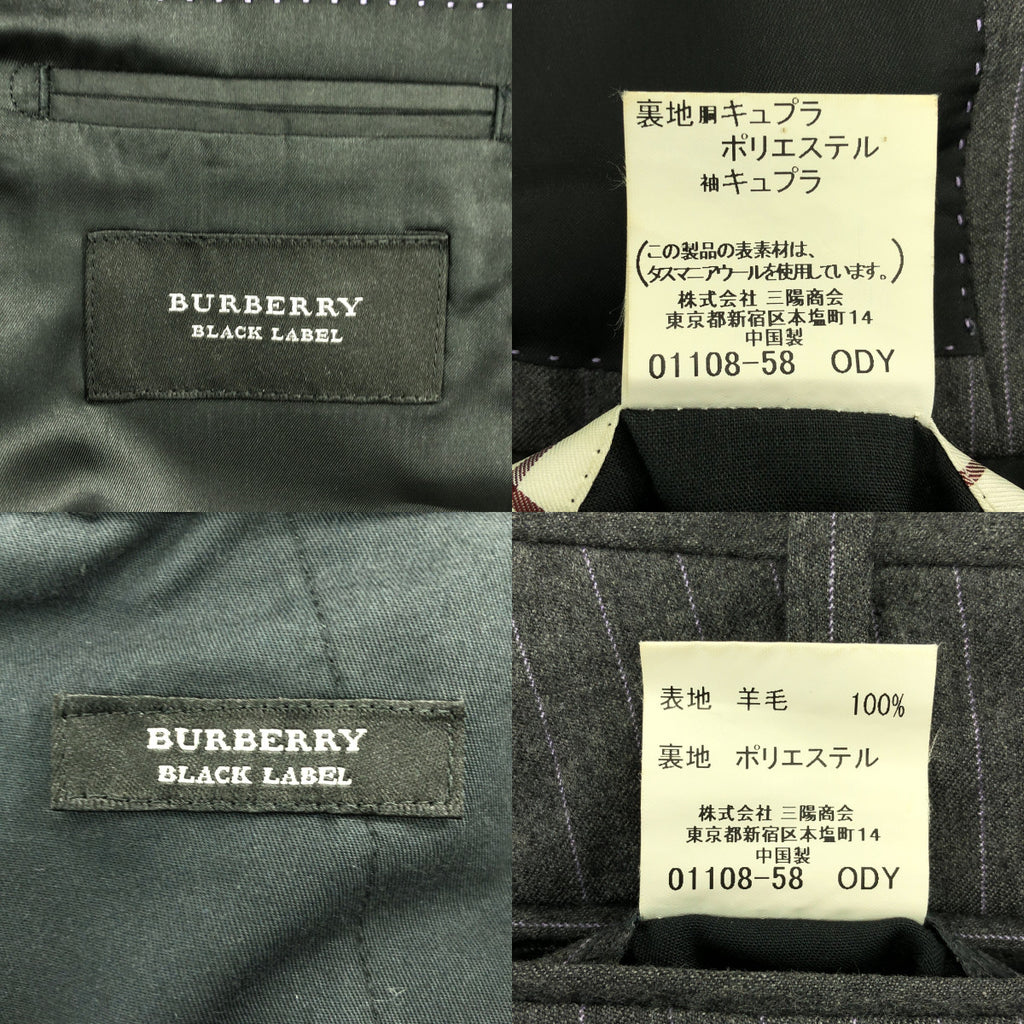 BURBERRY
BLACK LABEL
裏地 胴 キュプラ
ポリエステル
袖 キュプラ
(この製品の表素材は、
タスマニアウールを使用しています。)
株式会社 三陽商会
東京都新宿区本塩町14
中国製
01108-58 ODY
BURBERRY
BLACK LABEL
表地 羊毛 100%
裏地 ポリエステル
株式会社 三陽商会
東京都新宿区本塩町14
中国製
01108-58 ODY